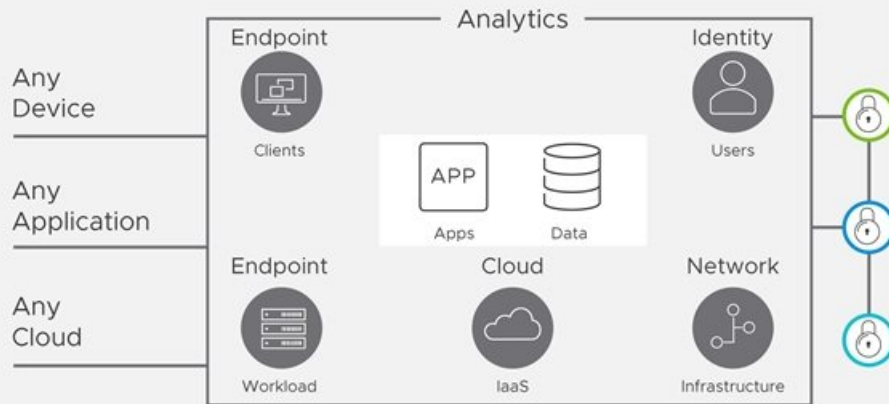 Analytics
Any
Device
Any
Application
Any
Cloud
Endpoint
Clients
Identity
Users
APP
Apps
Data
Endpoint
Workload
Cloud
IaaS
Network
Infrastructure